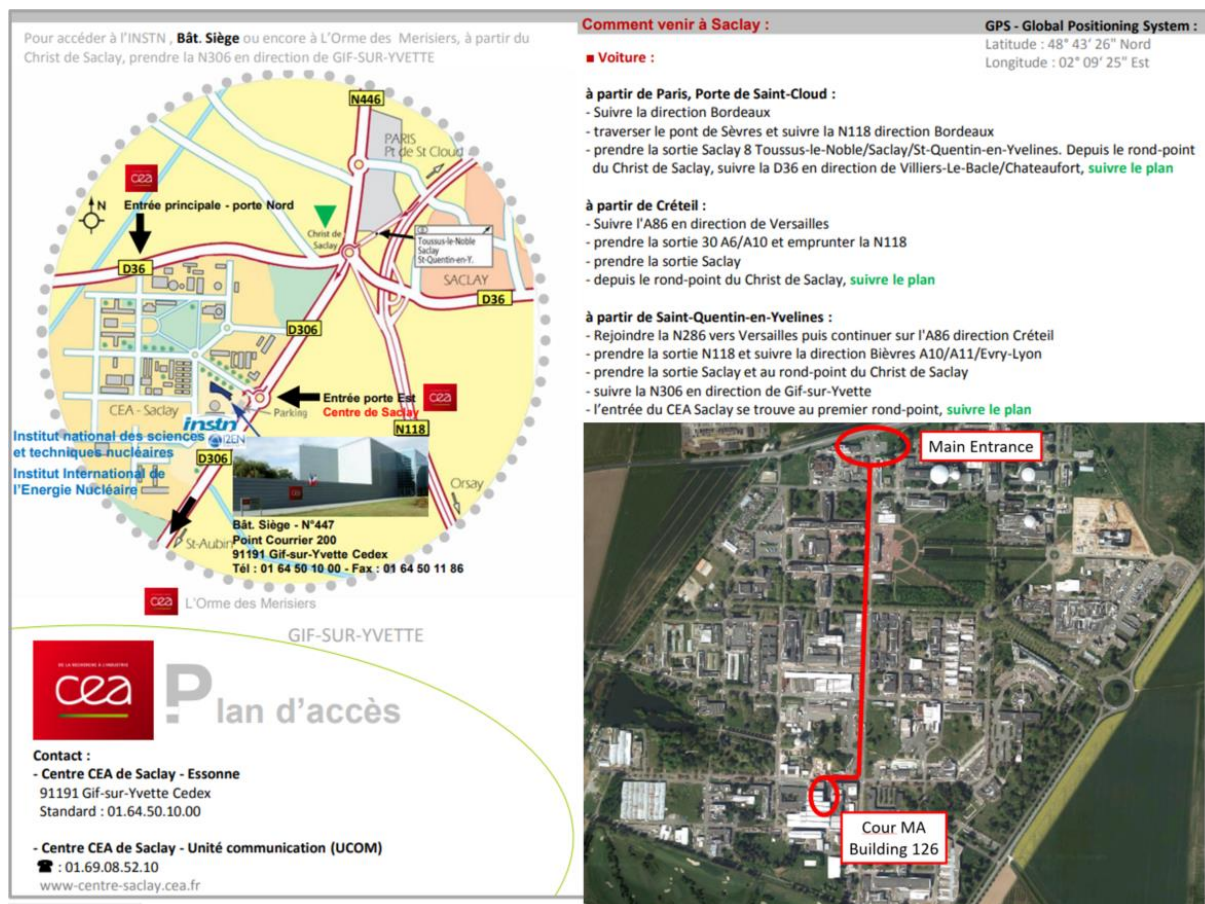 Pour accéder à l'INSTN , Bât. Siège ou encore à L'Orme des Merisiers, à partir du
Christ de Saclay, prendre la N306 en direction de GIF-SUR-YVETTE
N446
PARIS
Pt de St Cloud
cea
N
Entrée principale - porte Nord
Christ de
Saclay
Toussus-le-Noble
Saclay
St-Quentin-en-Y.
D36
SACLAY
D36
D306
Entrée porte Est
Centre de Saclay
cea
Parking
CEA - Saclay
instn
I2EN
N118
Institut national des sciences
et techniques nucléaires
D306
Institut International de
l'Energie Nucléaire
Orsay
St-Aubin
Bât. Siège - N°447
Point Courrier 200
91191 Gif-sur-Yvette Cedex
Tél : 01 64 50 10 00 - Fax : 01 64 50 11 86
cea L'Orme des Merisiers
GIF-SUR-YVETTE
DE LA RECHERCHE À L'INDUSTRIE
cea
Plan d'accès
Contact :
- Centre CEA de Saclay - Essonne
91191 Gif-sur-Yvette Cedex
Standard : 01.64.50.10.00
- Centre CEA de Saclay - Unité communication (UCOM)
☎ : 01.69.08.52.10
www-centre-saclay.cea.fr
Comment venir à Saclay :
GPS - Global Positioning System :
Latitude : 48° 43' 26" Nord
Longitude : 02° 09' 25" Est
■ Voiture :
à partir de Paris, Porte de Saint-Cloud :
- Suivre la direction Bordeaux
- traverser le pont de Sèvres et suivre la N118 direction Bordeaux
- prendre la sortie Saclay 8 Toussus-le-Noble/Saclay/St-Quentin-en-Yvelines. Depuis le rond-point
du Christ de Saclay, suivre la D36 en direction de Villiers-Le-Bacle/Chateaufort, suivre le plan
à partir de Créteil :
- Suivre l'A86 en direction de Versailles
- prendre la sortie 30 A6/A10 et emprunter la N118
- prendre la sortie Saclay
- depuis le rond-point du Christ de Saclay, suivre le plan
à partir de Saint-Quentin-en-Yvelines :
- Rejoindre la N286 vers Versailles puis continuer sur l'A86 direction Créteil
- prendre la sortie N118 et suivre la direction Bièvres A10/A11/Evry-Lyon
- prendre la sortie Saclay et au rond-point du Christ de Saclay
- suivre la N306 en direction de Gif-sur-Yvette
- l'entrée du CEA Saclay se trouve au premier rond-point, suivre le plan
Main Entrance
Cour MA
Building 126